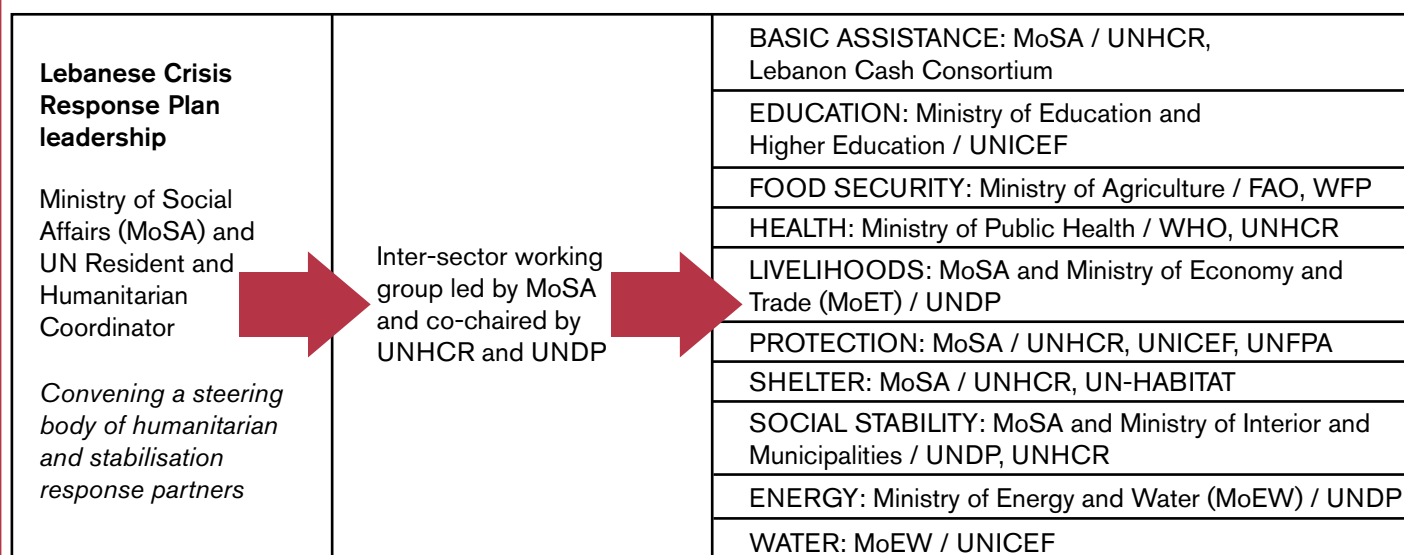 Lebanese Crisis
Response Plan
leadership
Ministry of Social
Affairs (MoSA) and
UN Resident and
Humanitarian
Coordinator
Convening a steering
body of humanitarian
and stabilisation
response partners
Inter-sector working
group led by MoSA
and co-chaired by
UNHCR and UNDP
BASIC ASSISTANCE: MoSA / UNHCR,
Lebanon Cash Consortium
EDUCATION: Ministry of Education and
Higher Education / UNICEF
FOOD SECURITY: Ministry of Agriculture / FAO, WFP
HEALTH: Ministry of Public Health / WHO, UNHCR
LIVELIHOODS: MoSA and Ministry of Economy and
Trade (MoET) / UNDP
PROTECTION: MoSA / UNHCR, UNICEF, UNFPA
SHELTER: MoSA / UNHCR, UN-HABITAT
SOCIAL STABILITY: MoSA and Ministry of Interior and
Municipalities / UNDP, UNHCR
ENERGY: Ministry of Energy and Water (MoEW) / UNDP
WATER: MoEW / UNICEF